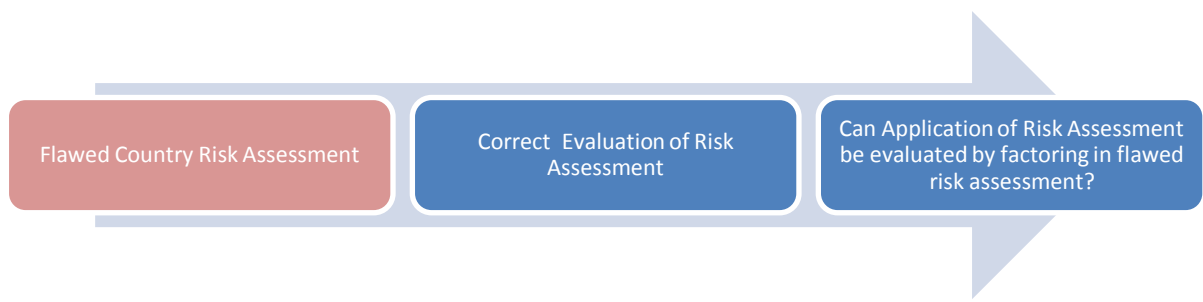 Flawed Country Risk Assessment
Correct Evaluation of Risk
Assessment
Can Application of Risk Assessment
be evaluated by factoring in flawed
risk assessment?